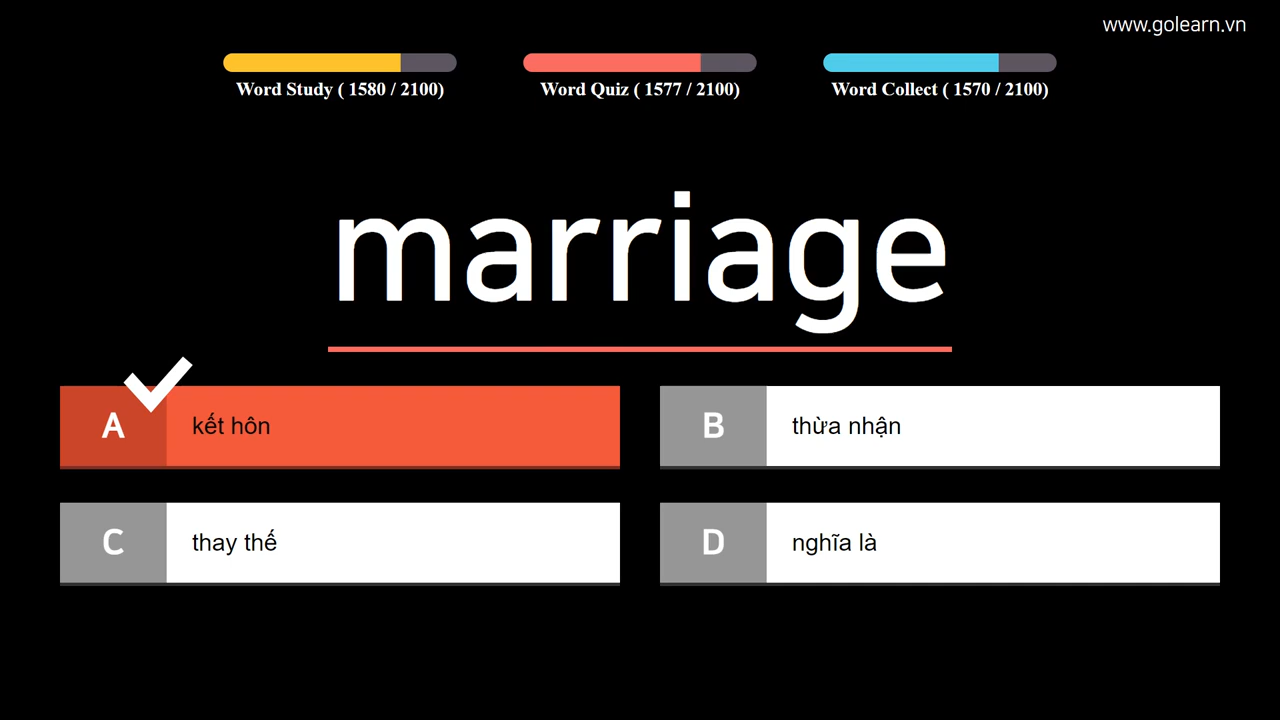 www.golearn.vn
Word Study ( 1580 / 2100)
Word Quiz ( 1577 / 2100)
Word Collect ( 1570 / 2100)
marriage
A
kết hôn
B
thừa nhận
C
thay thế
D
nghĩa là